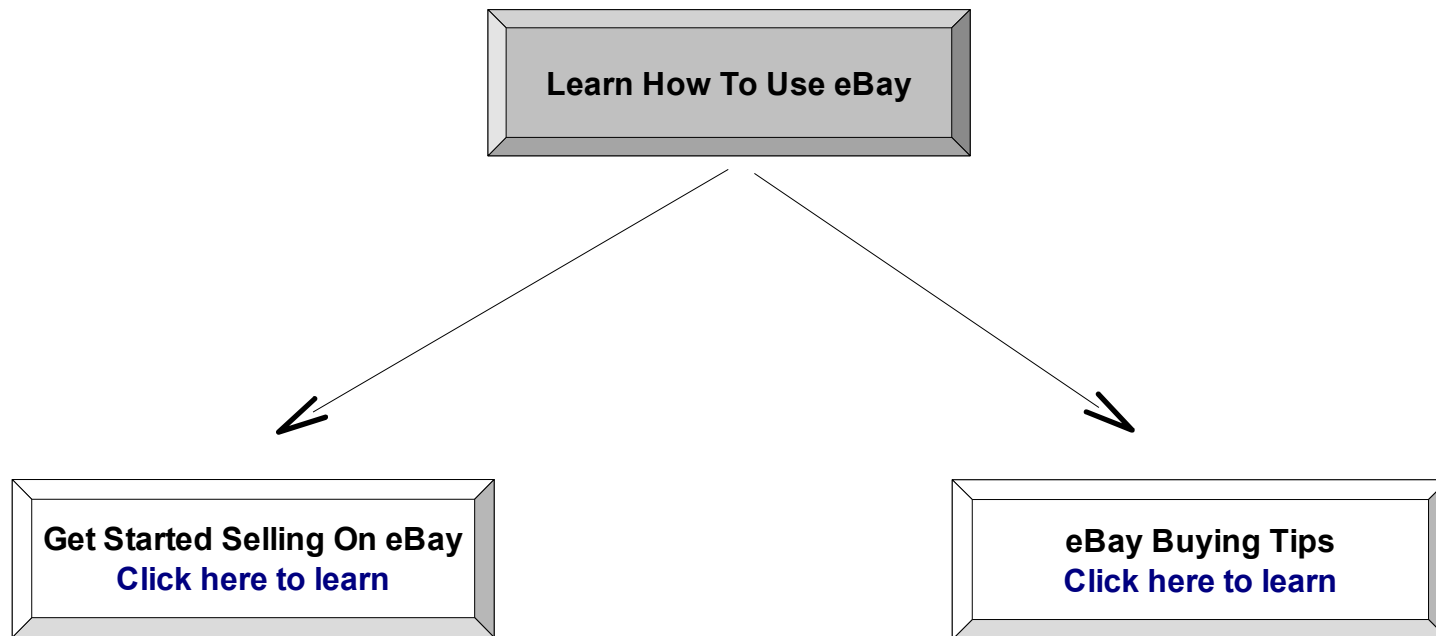 Learn How To Use eBay
Get Started Selling On eBay
Click here to learn
eBay Buying Tips
Click here to learn